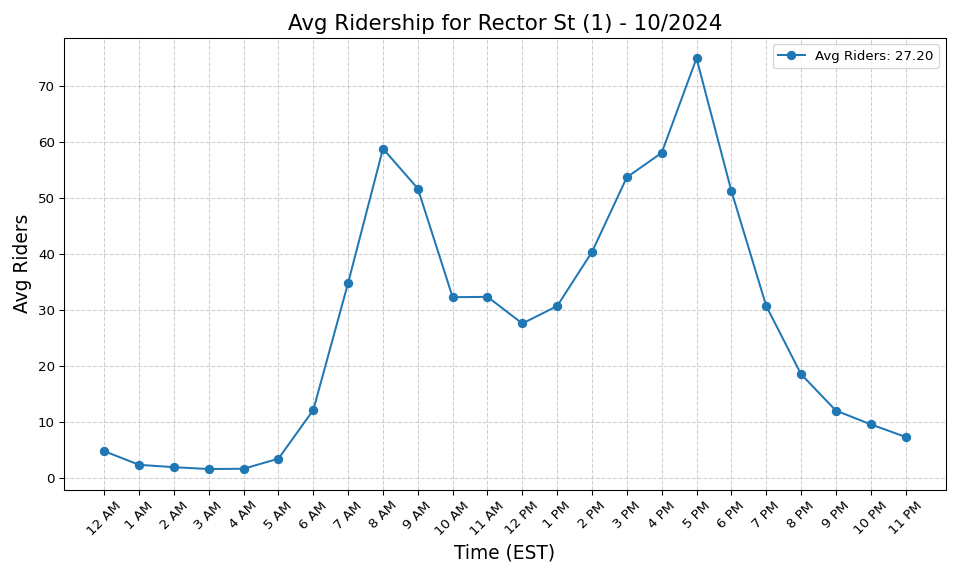 Avg Ridership for Rector St (1) - 10/2024
Avg Riders: 27.20
Avg Riders
70
60
50
40
30
20
10
0
12 AM
1 AM
2 AM
3 AM
4 AM
5 AM
6 AM
7 AM
8 AM
9 AM
10 AM
11 AM
12 PM
1 PM
2 PM
3 PM
4 PM
5 PM
6 PM
7 PM
8 PM
9 PM
10 PM
11 PM
Time (EST)